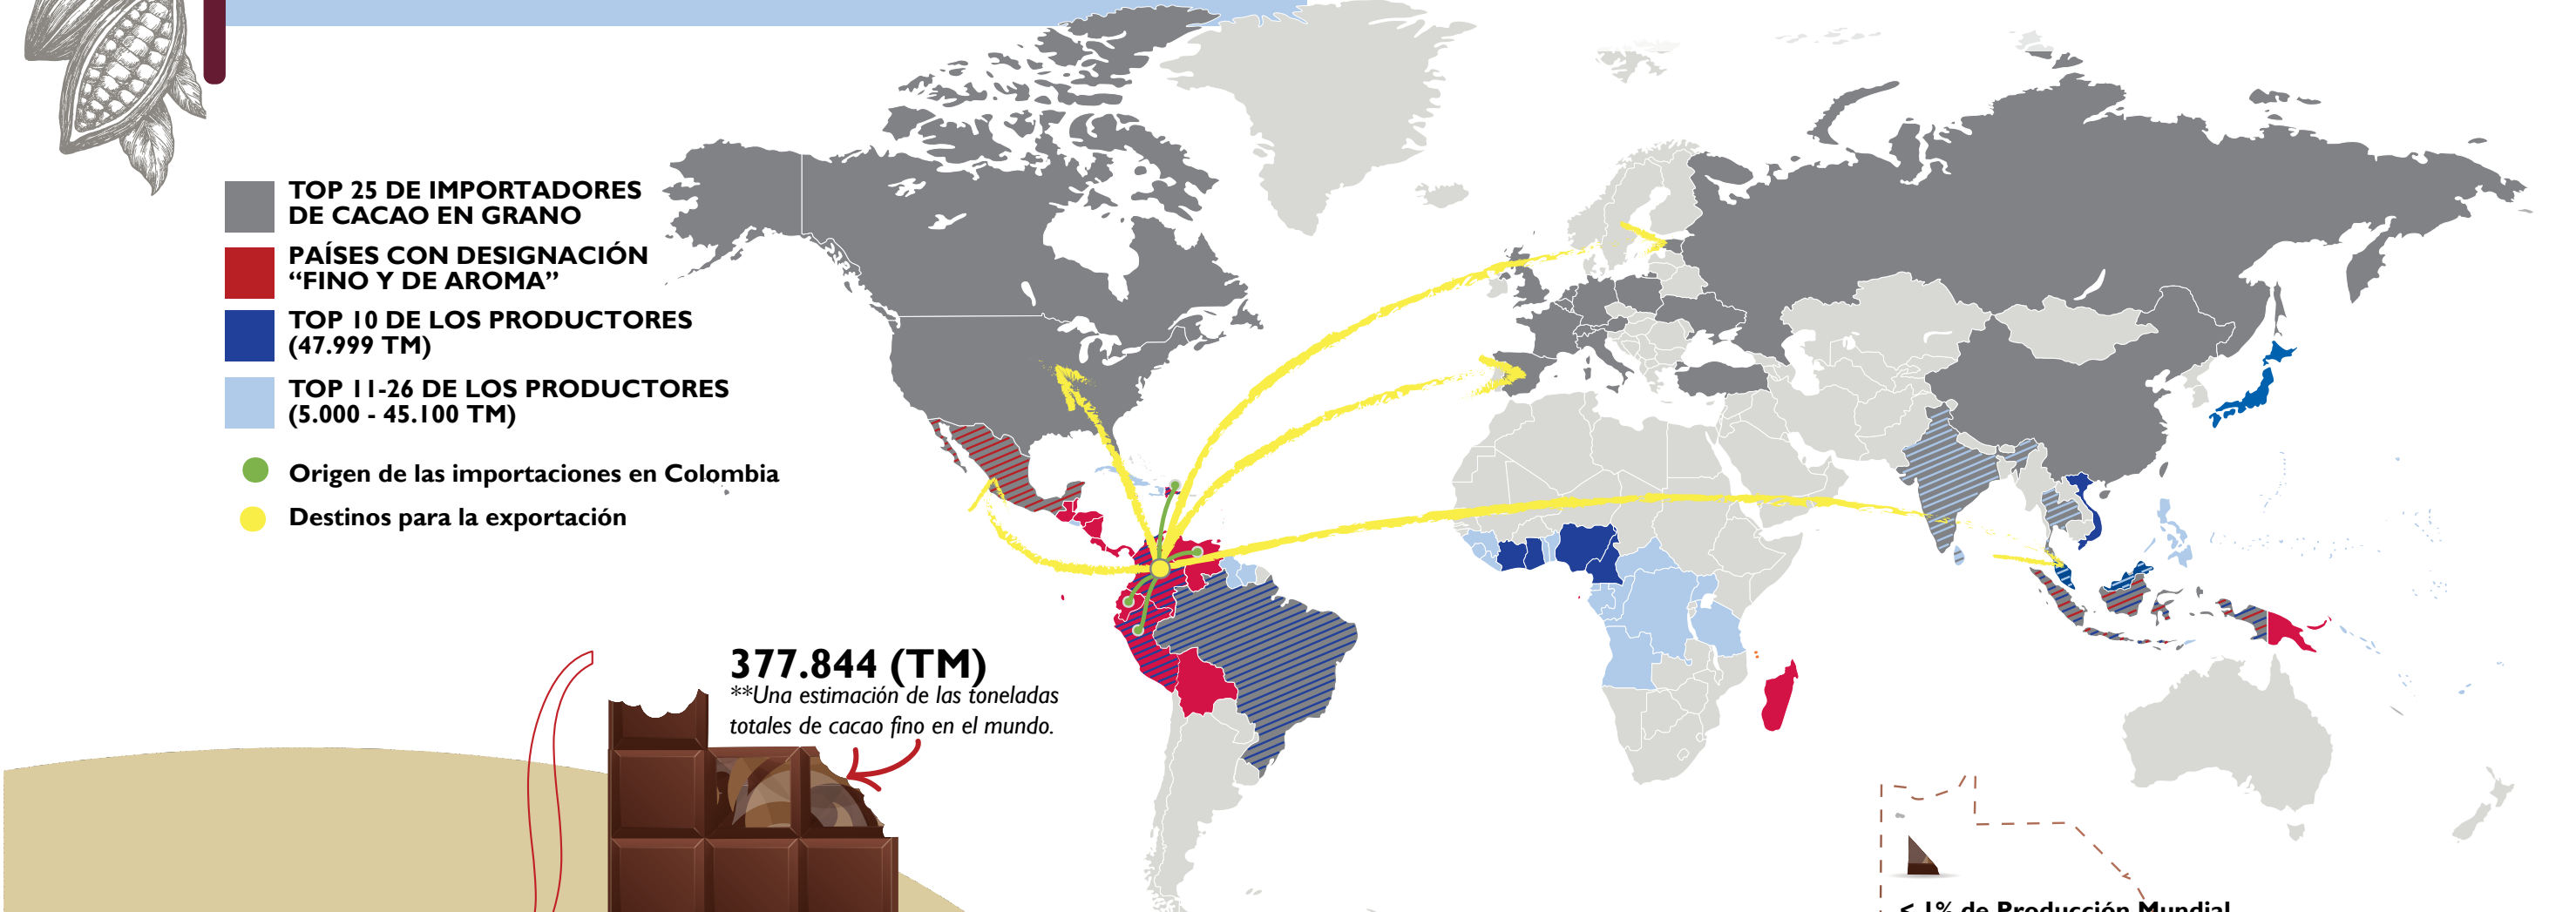 TOP 25 DE IMPORTADORES
DE CACAO EN GRANO
PAÍSES CON DESIGNACIÓN
“FINO Y DE AROMA”
TOP 10 DE LOS PRODUCTORES
(47.999 TM)
TOP 11-26 DE LOS PRODUCTORES
(5.000 - 45.100 TM)
Origen de las importaciones en Colombia
Destinos para la exportación
377.844 (TM)
**Una estimación de las toneladas
totales de cacao fino en el mundo.
< 1% de Producción Mundial